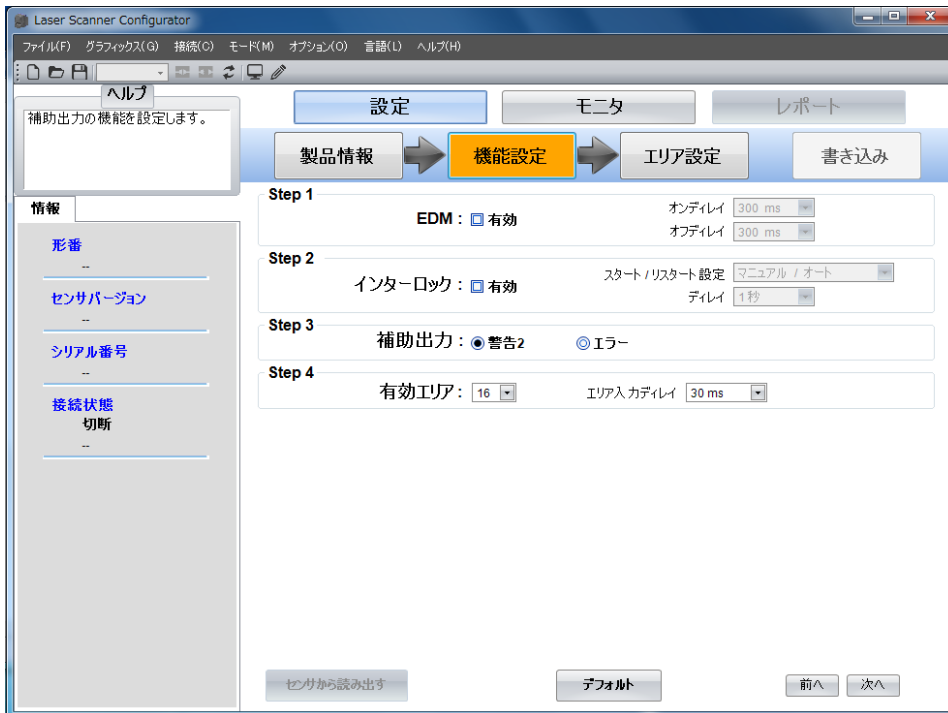 Laser Scanner Configurator
ファイル(F) グラフィックス(G) 接続(C) モード(M) オプション(O) 言語(L) ヘルプ(H)
ヘルプ
補助出力の機能を設定します。
設定 モニタ レポート
製品情報 機能設定 エリア設定 書き込み
情報
形番
--
センサバージョン
--
シリアル番号
--
接続状態
切断
--
Step 1
EDM : 有効
オンディレイ 300 ms
オフディレイ 300 ms
Step 2
インターロック : 有効
スタート / リスタート設定 マニュアル / オート
ディレイ 1秒
Step 3
補助出力 : 警告2 エラー
Step 4
有効エリア : 16 エリア入力ディレイ 30 ms
センサから読み出す デフォルト 前へ 次へ